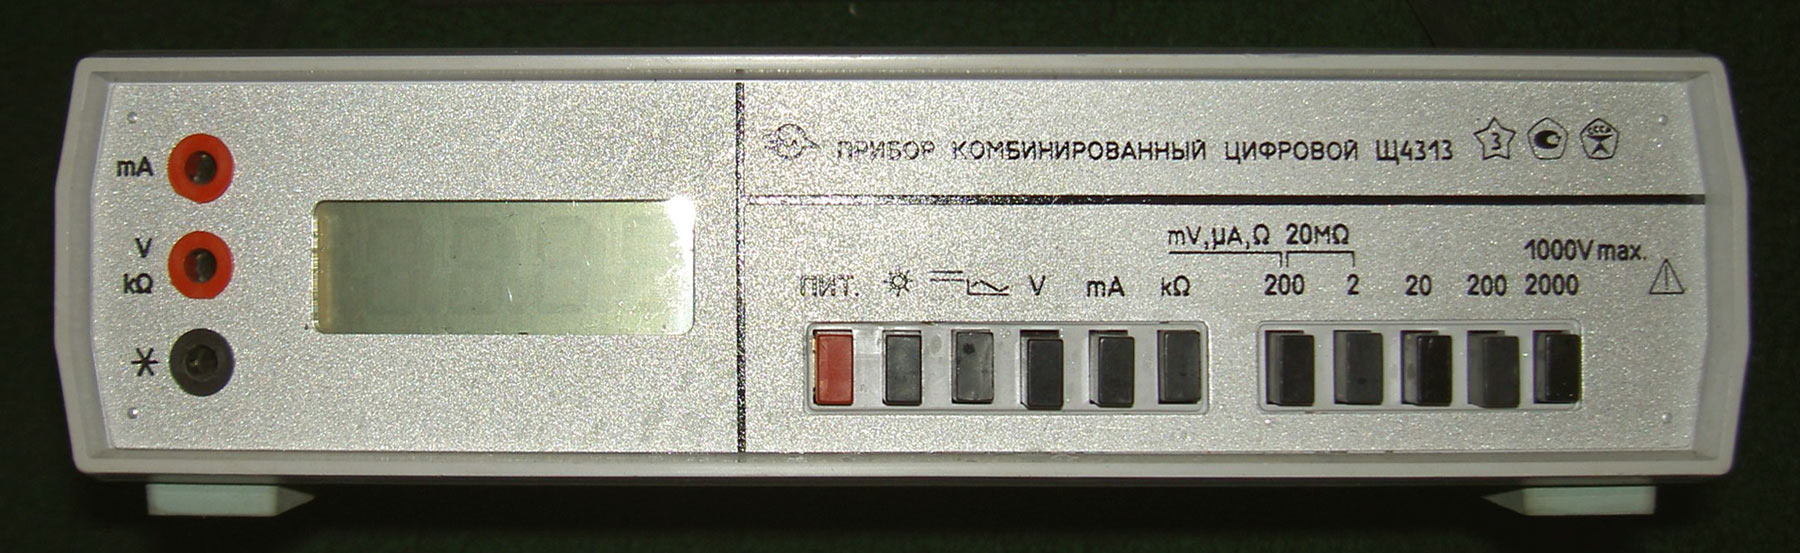 ПРИБОР КОМБИНИРОВАННЫЙ ЦИФРОВОЙ Щ4313 3 СССР
mA
V
kΩ
mV,µA,Ω 20MΩ
1000V max.
ПИТ. V mA kΩ 200 2 20 200 2000